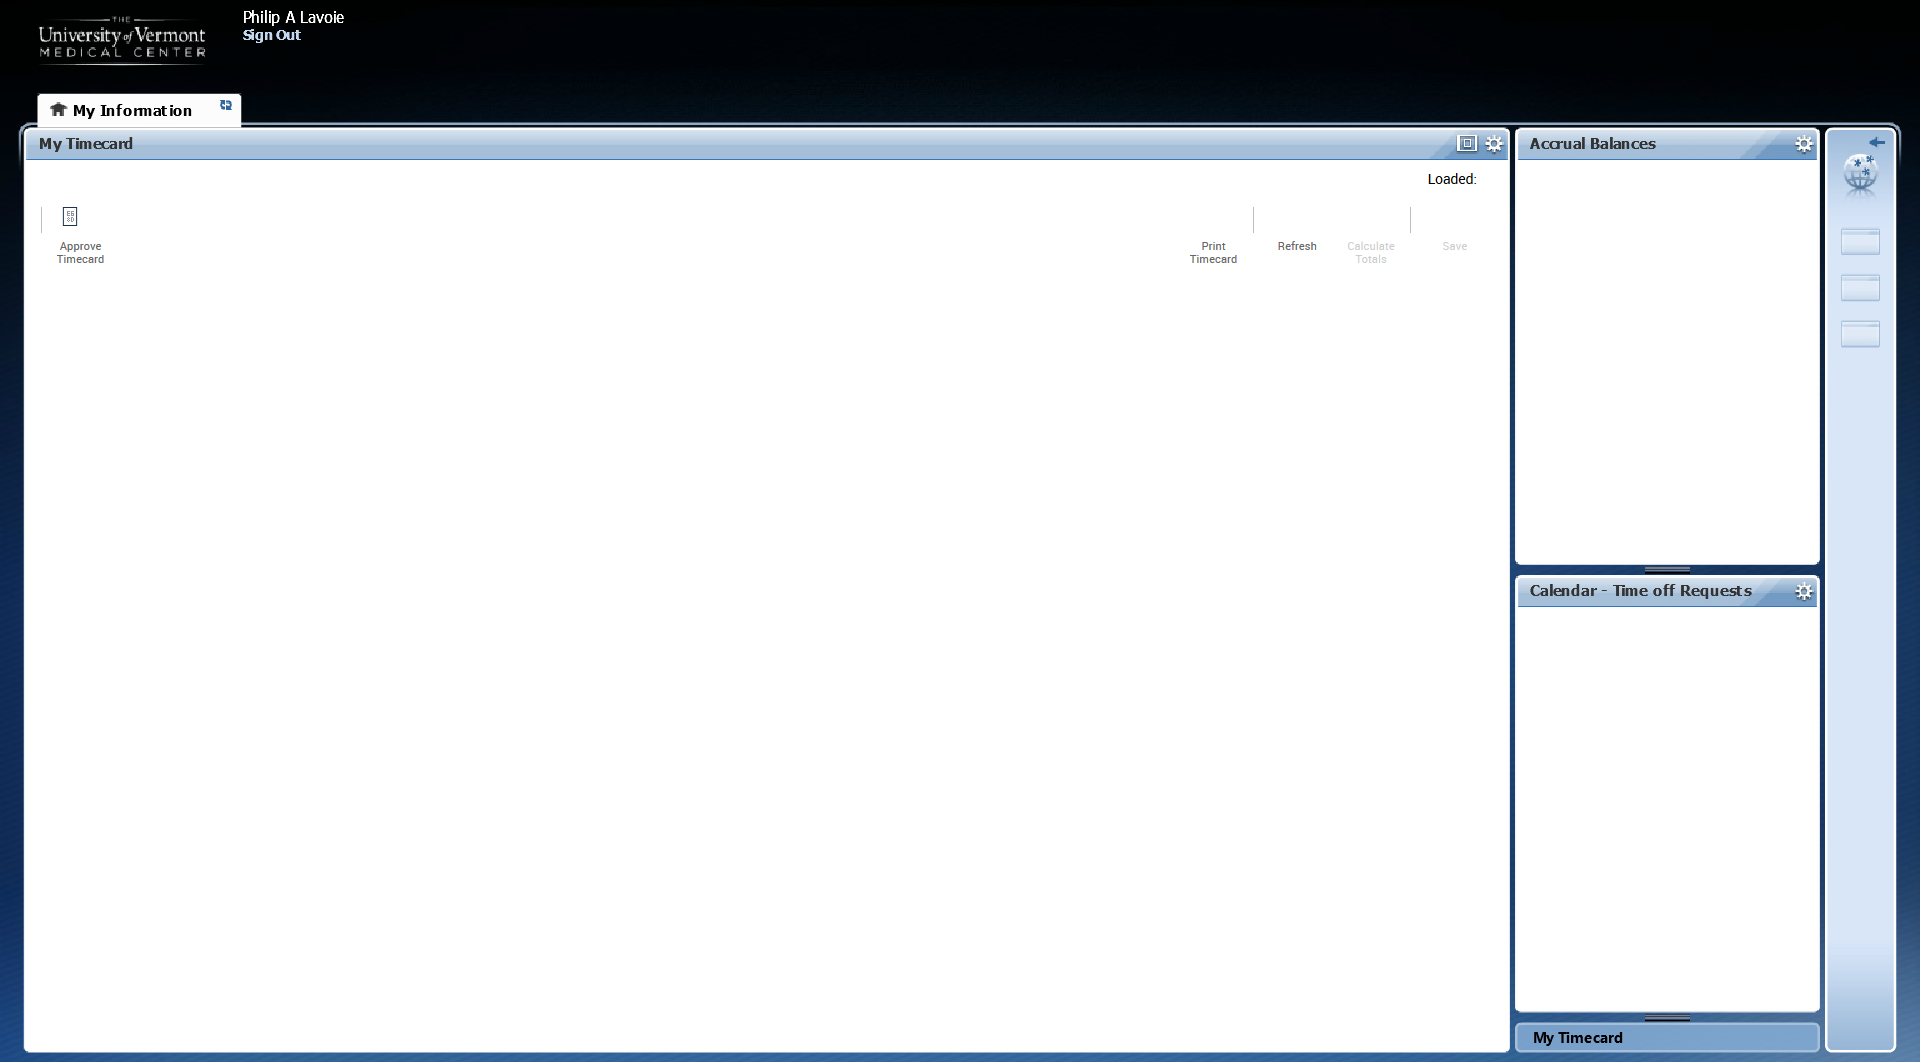 THE
University of Vermont
MEDICAL CENTER
Philip A Lavoie
Sign Out
My Information
My Timecard
Loaded:
Approve
Timecard
Print
Timecard
Refresh
Calculate
Totals
Save
Accrual Balances
Calendar - Time off Requests
My Timecard